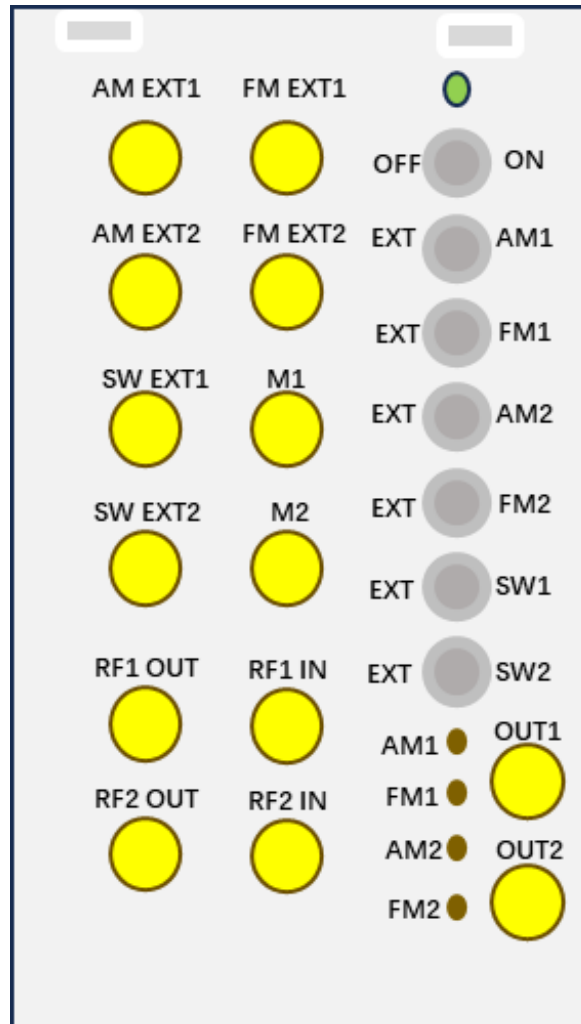 AM EXT1 FM EXT1
OFF ON
AM EXT2 FM EXT2 EXT AM1
EXT FM1
SW EXT1 M1
EXT AM2
SW EXT2 M2 EXT FM2
EXT SW1
RF1 OUT RF1 IN EXT SW2
AM1 OUT1
FM1
RF2 OUT RF2 IN
AM2 OUT2
FM2